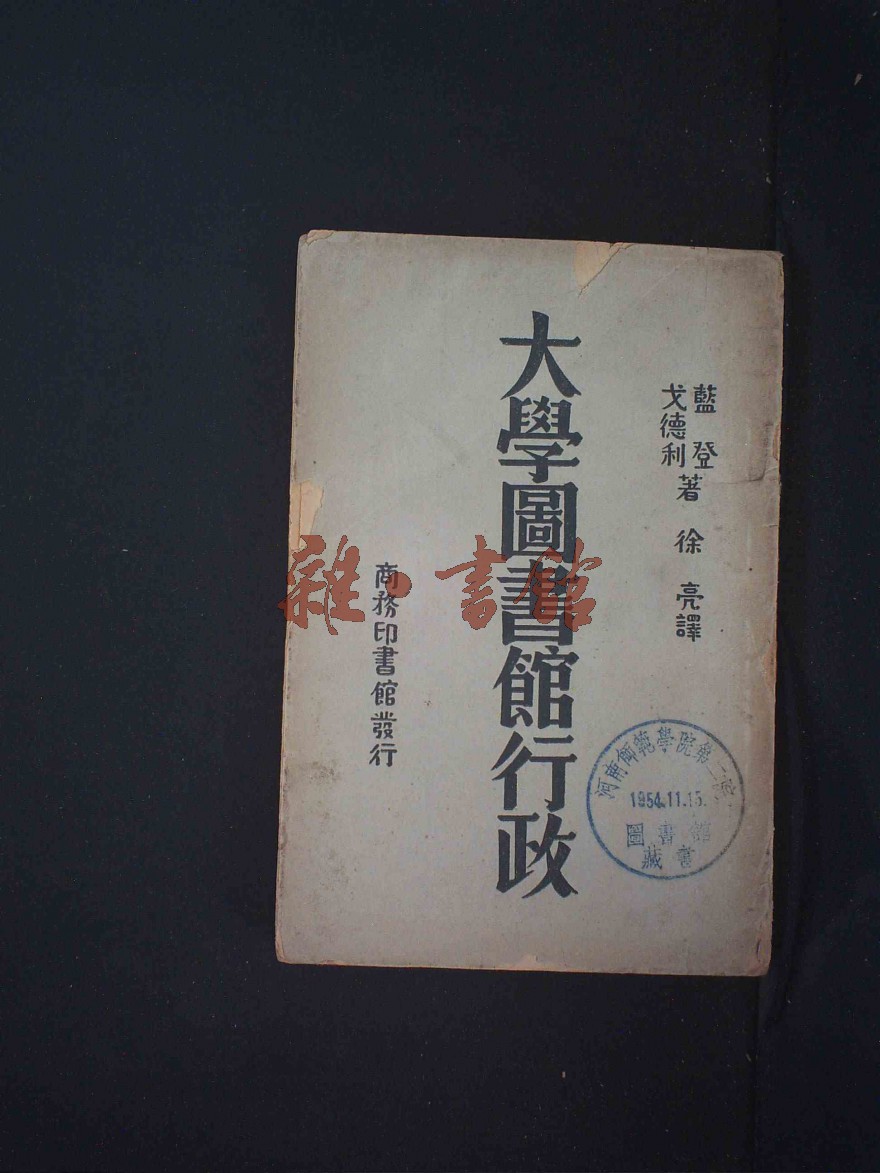 藍登
戈德利
著 徐亮譯
大學圖書館行政
商務印書館發行
河南師範學院第二院
1954.11.15.
圖書館
藏書
雜·書館